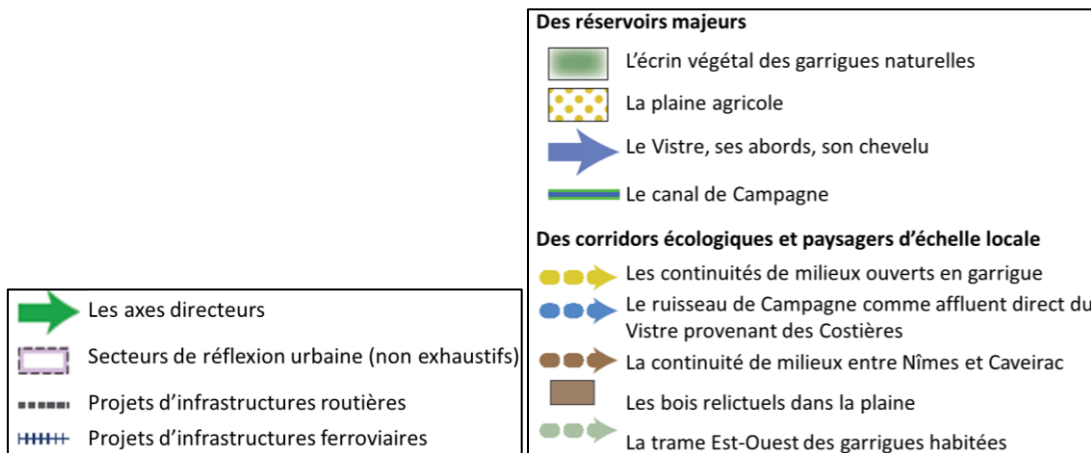 Des réservoirs majeurs
L'écrin végétal des garrigues naturelles
La plaine agricole
Le Vistre, ses abords, son chevelu
Le canal de Campagne
Des corridors écologiques et paysagers d'échelle locale
Les continuités de milieux ouverts en garrigue
Le ruisseau de Campagne comme affluent direct du
Vistre provenant des Costières
La continuité de milieux entre Nîmes et Caveirac
Les bois relictuels dans la plaine
La trame Est-Ouest des garrigues habitées
Les axes directeurs
Secteurs de réflexion urbaine (non exhaustifs)
Projets d'infrastructures routières
Projets d'infrastructures ferroviaires